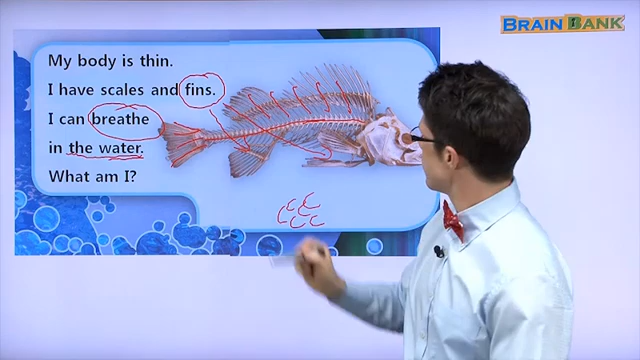 BRAIN BANK
My body is thin.
I have scales and fins.
I can breathe
in the water.
What am I?